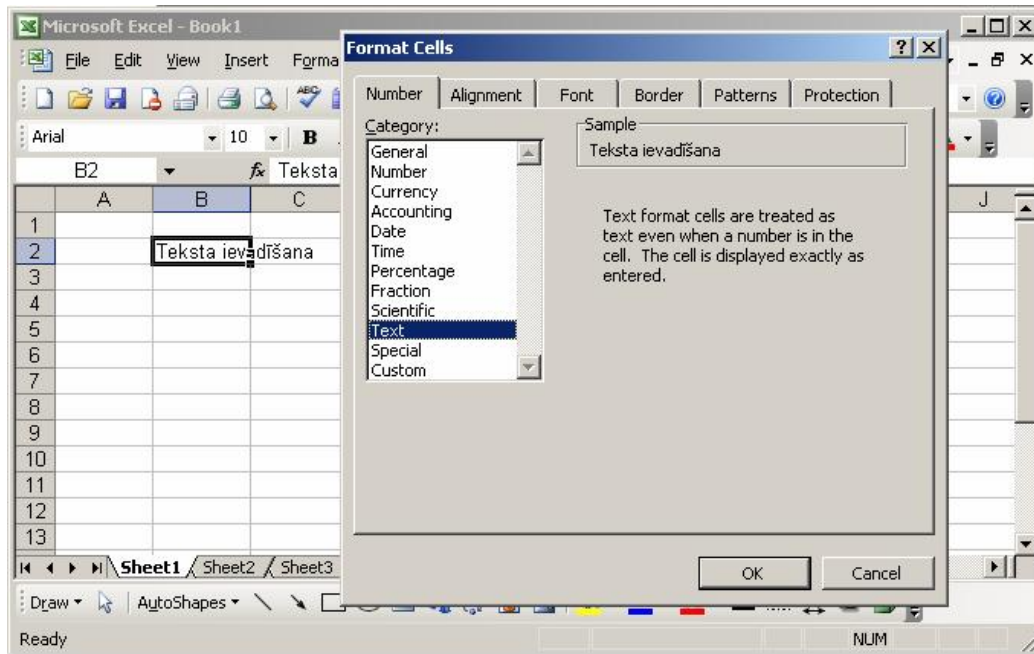 Microsoft Excel - Book1
File Edit View Insert Forma
Arial 10 B
B2 fx Teksta
A B C J
1
2 Teksta ievadīšana
3
4
5
6
7
8
9
10
11
12
13
Sheet1 Sheet2 Sheet3
Draw AutoShapes
Ready NUM
Format Cells
Number Alignment Font Border Patterns Protection
Category:
General
Number
Currency
Accounting
Date
Time
Percentage
Fraction
Scientific
Text
Special
Custom
Sample
Teksta ievadīšana
Text format cells are treated as
text even when a number is in the
cell. The cell is displayed exactly as
entered.
OK Cancel